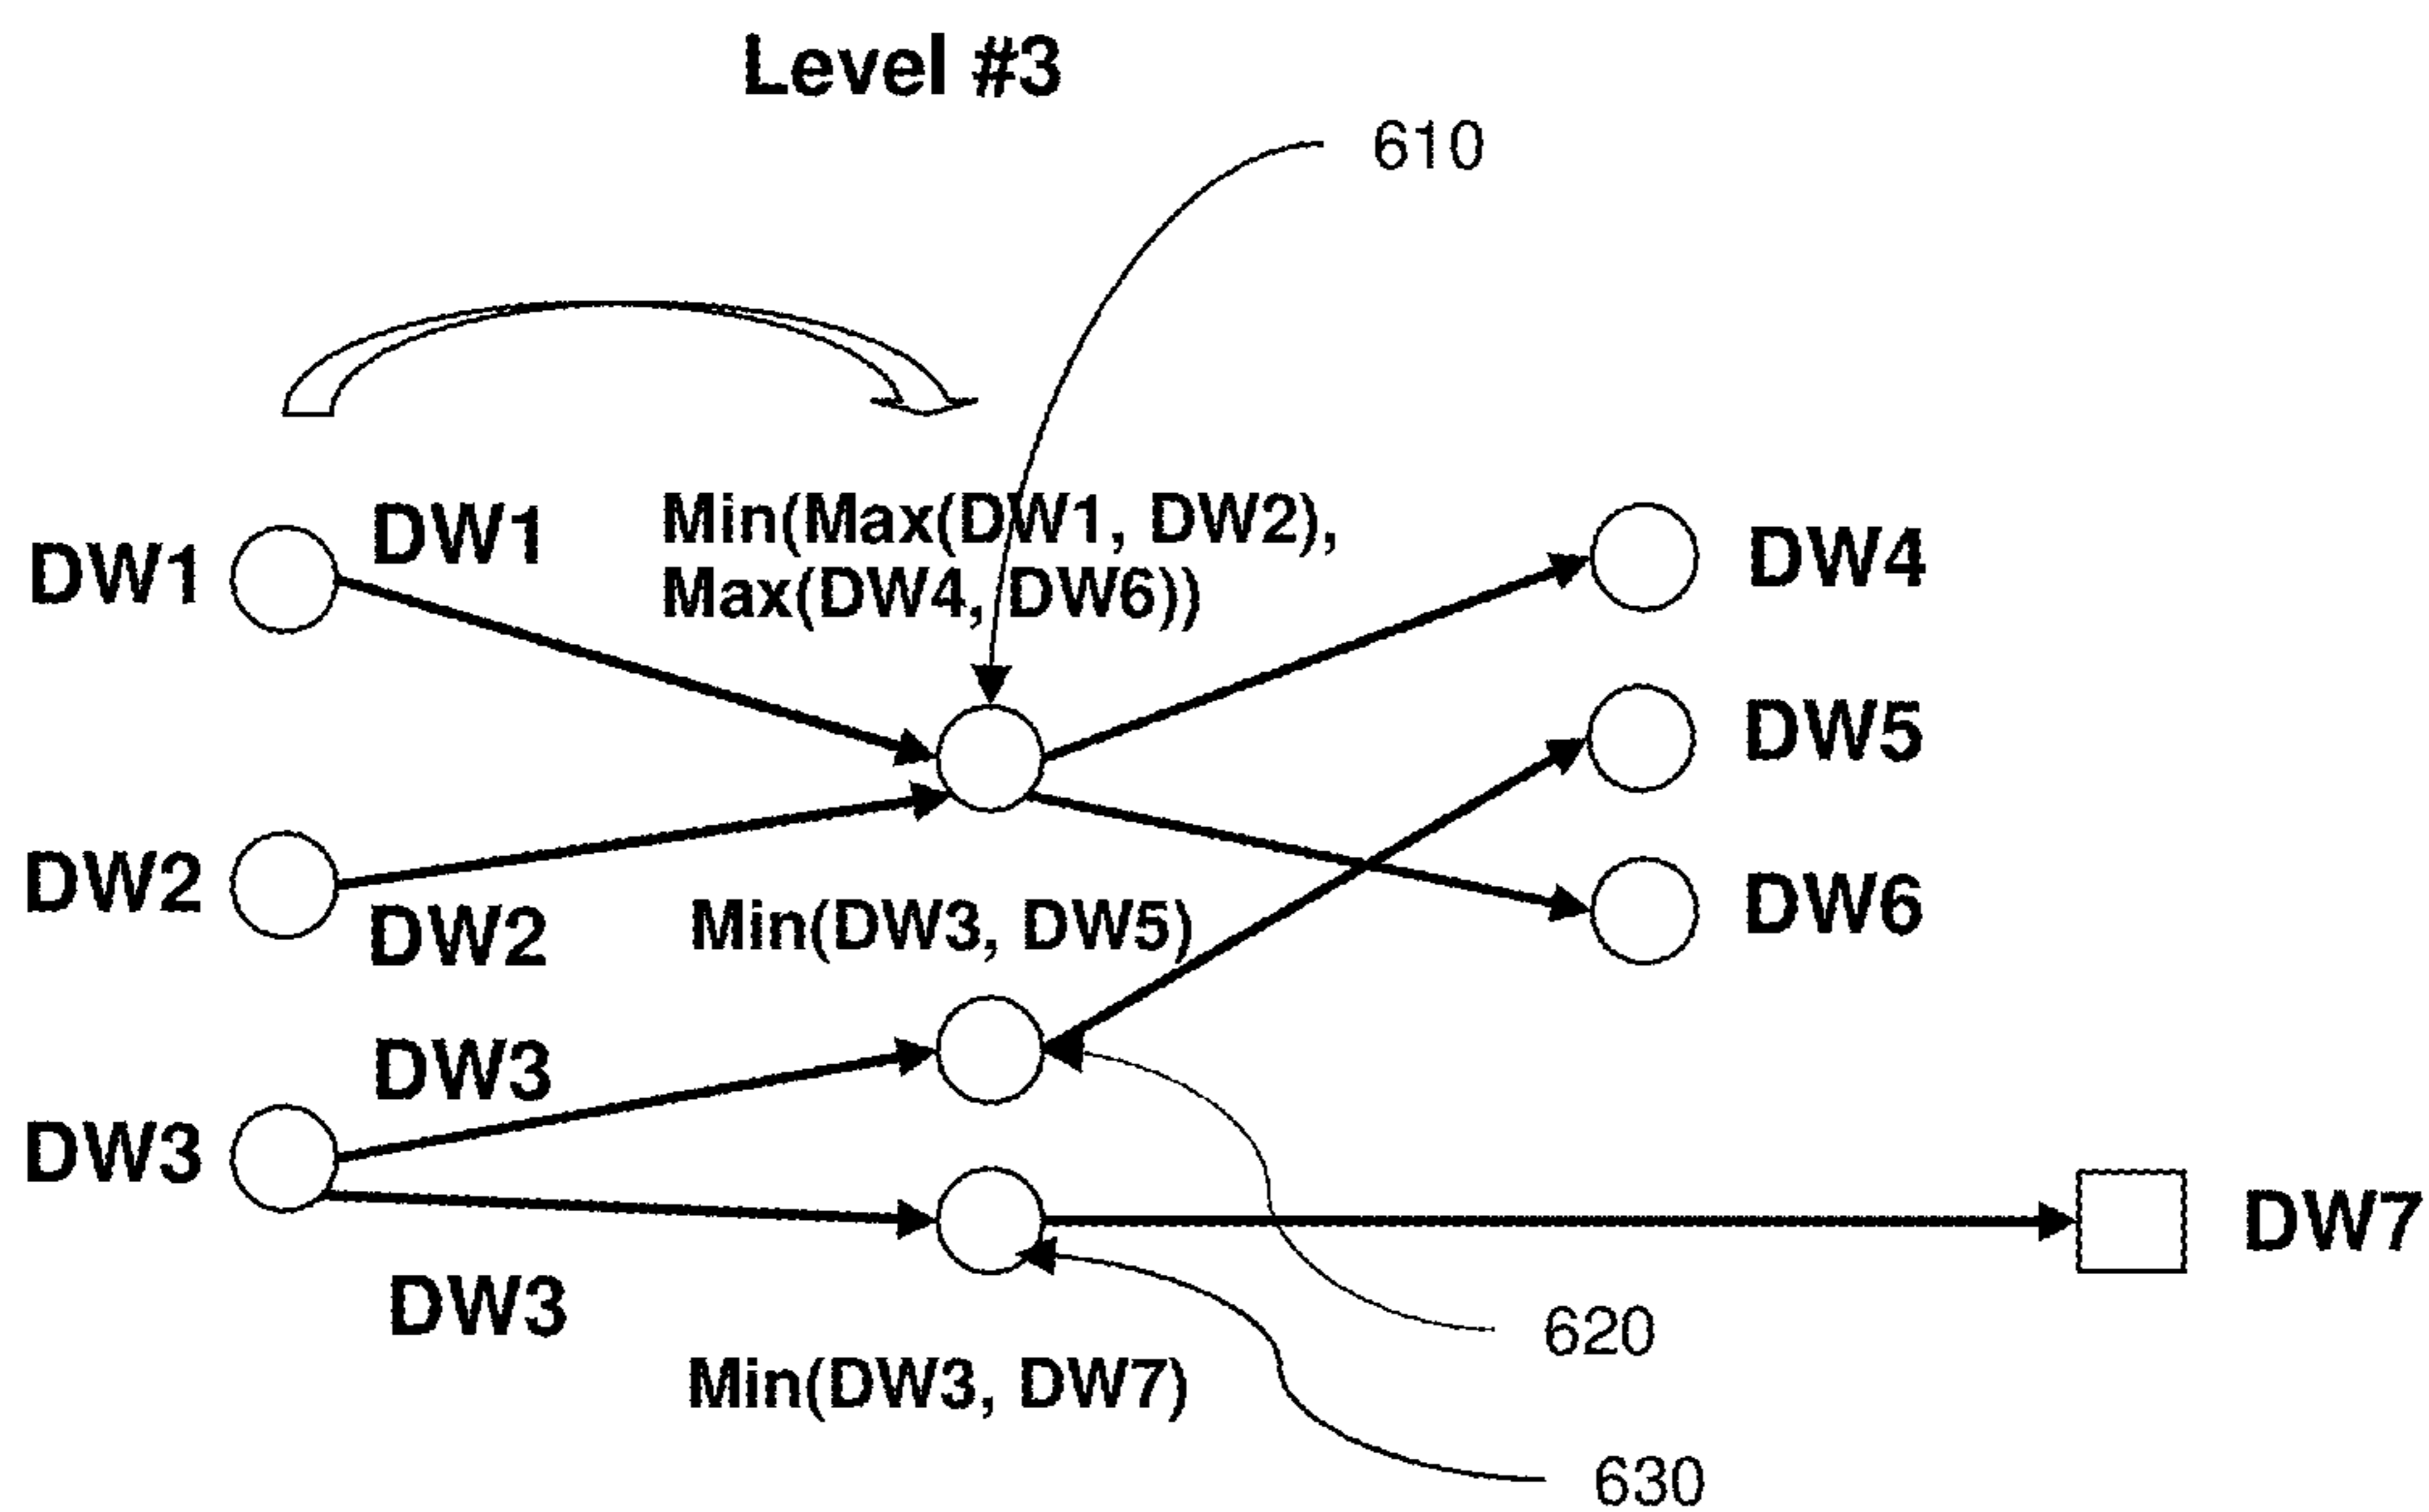 Level #3
610
DW1
DW1
Min(Max(DW1, DW2),
Max(DW4, DW6))
DW4
DW5
DW2
DW2
Min(DW3, DW5)
DW6
DW3
DW3
DW7
DW3
620
Min(DW3, DW7)
630